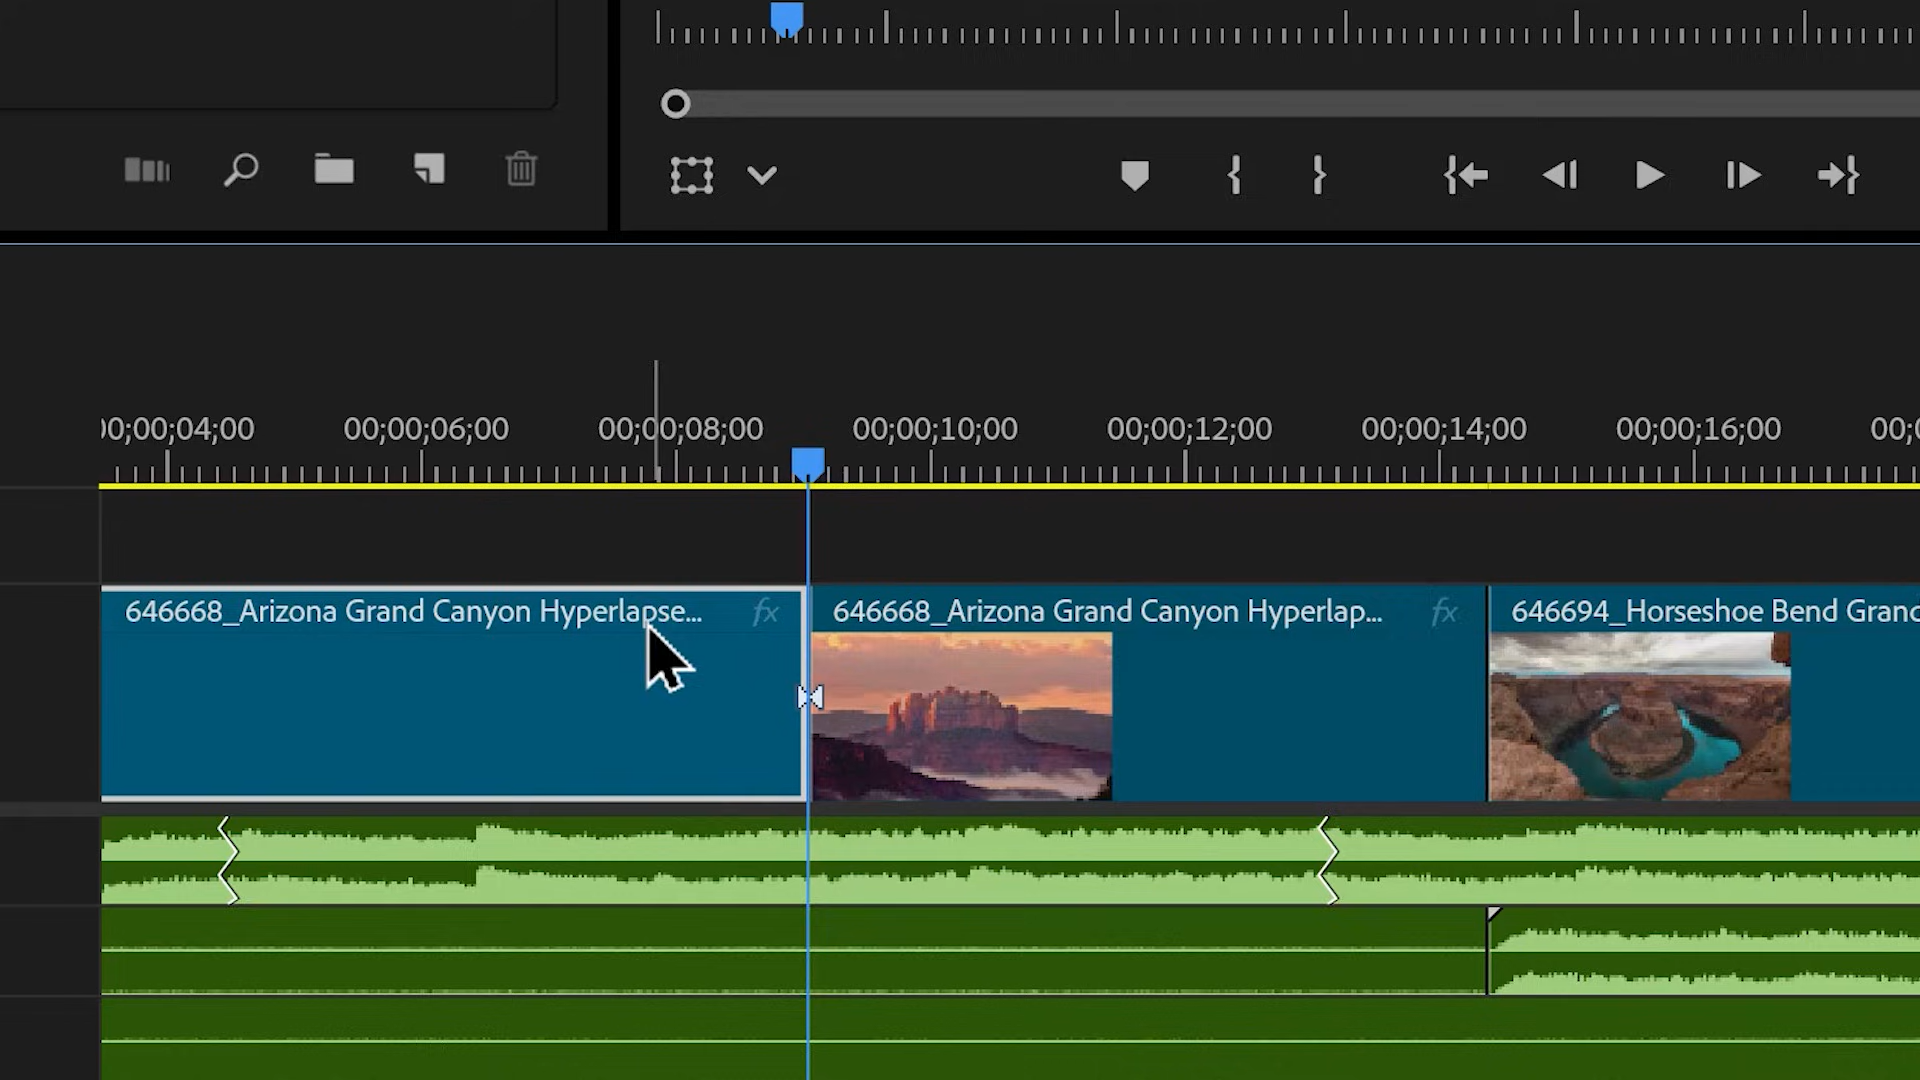 00;00;04;00 00;00;06;00 00;00;08;00 00;00;10;00 00;00;12;00 00;00;14;00 00;00;16;00
646668_Arizona Grand Canyon Hyperlapse... fx 646668_Arizona Grand Canyon Hyperlap... fx 646694_Horseshoe Bend Granc